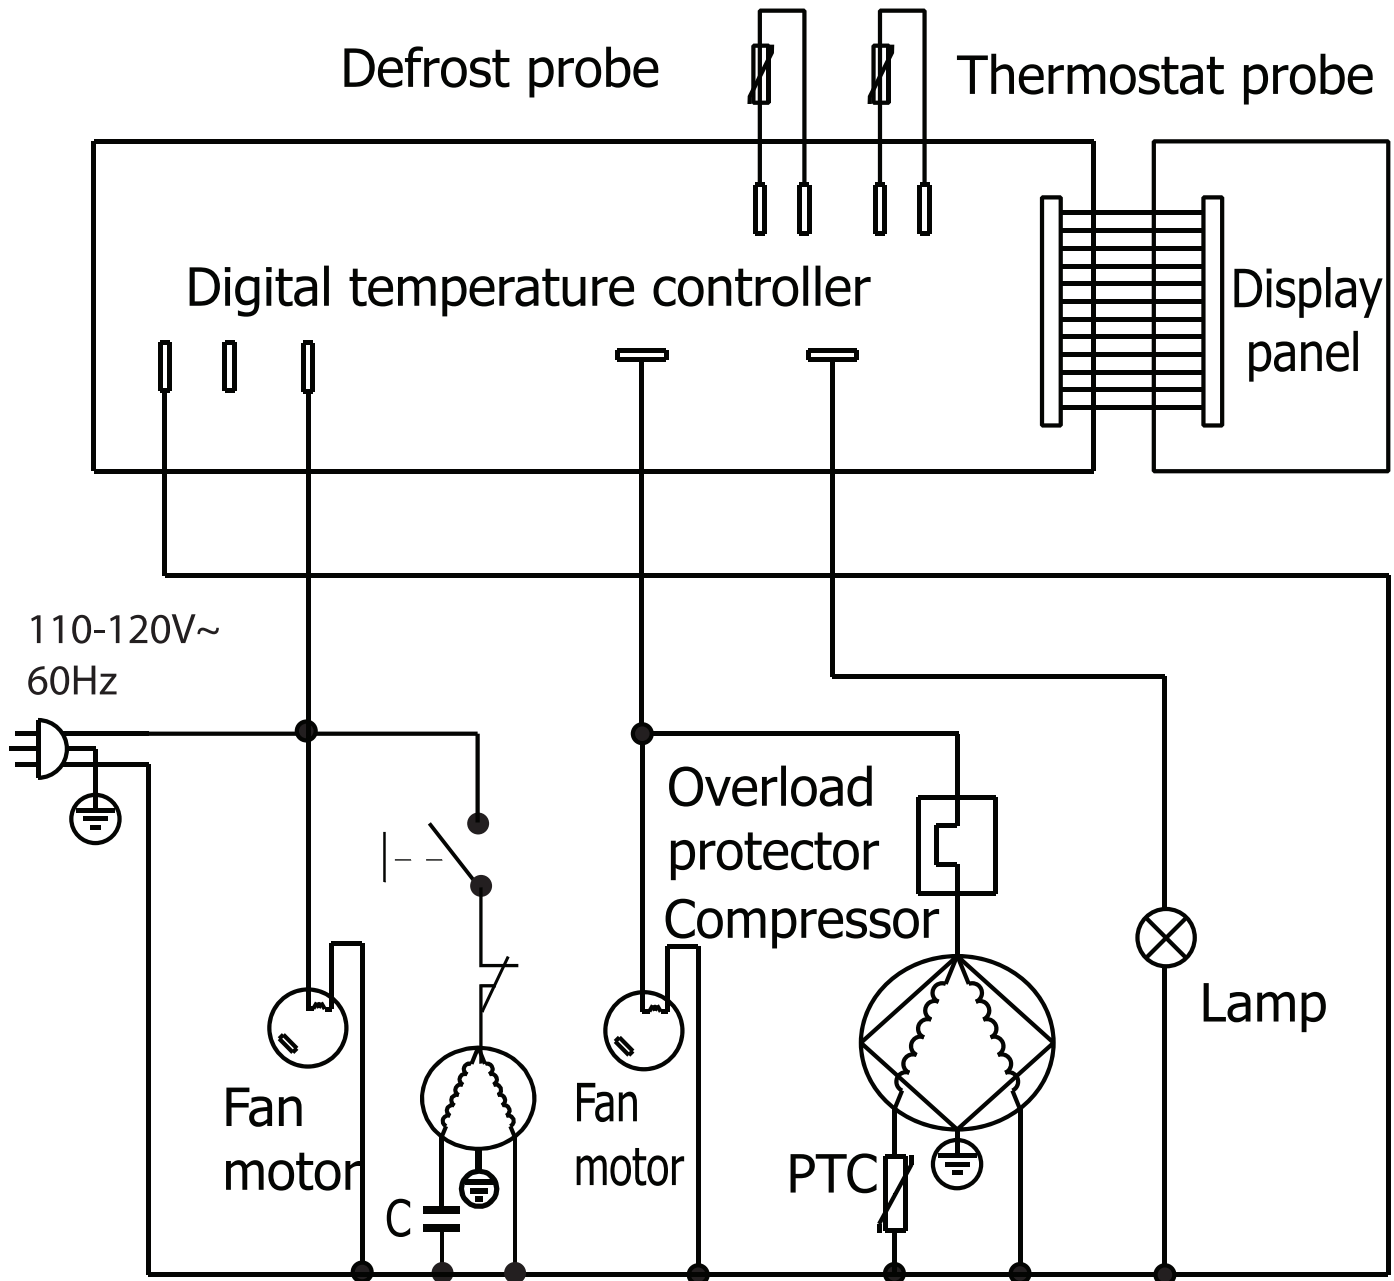 Defrost probe
Thermostat probe
Digital temperature controller
Display
panel
110-120V~
60Hz
Overload
protector
Compressor
Lamp
Fan
motor
Fan
motor
PTC
C